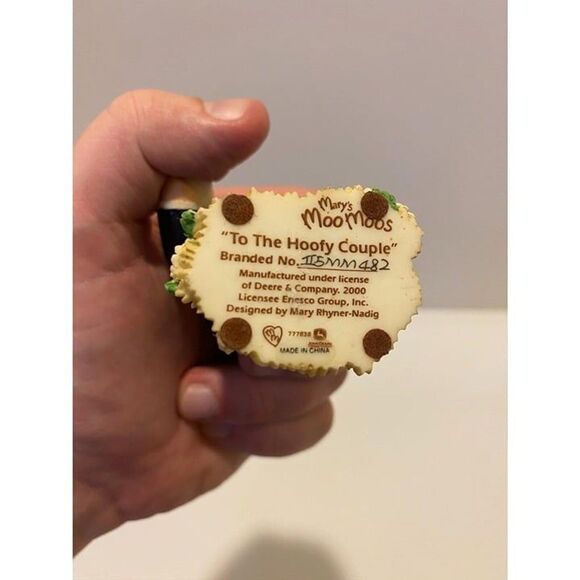 Mary's
Moo Moos
"To The Hoofy Couple"
Branded No. II5MM482
Manufactured under license
of Deere & Company. 2000
Licensee Enesco Group, Inc.
Designed by Mary Rhyner-Nadig
777838
MADE IN CHINA